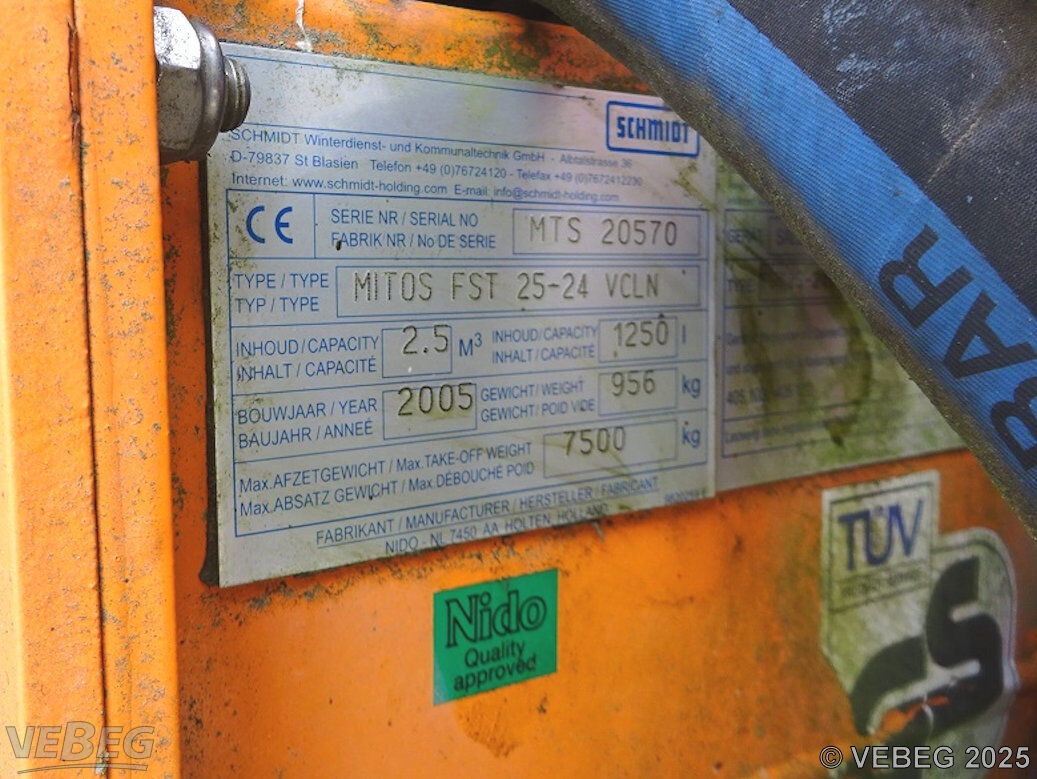 SCHMIDT
SCHMIDT Winterdienst- und Kommunaltechnik GmbH - Albtalstrasse 36
D-79837 St Blasien Telefon +49 (0)76724120 - Telefax +49 (0)7672412230
Internet: www.schmidt-holding.com E-mail: info@schmidt-holding.com
CE
SERIE NR / SERIAL NO
FABRIK NR / No DE SERIE
MTS 20570
TYPE / TYPE
TYP / TYPE
MITOS FST 25-24 VCLN
INHOUD / CAPACITY
INHALT / CAPACITÉ
2.5 M³
INHOUD / CAPACITY
INHALT / CAPACITÉ
1250 l
BOUWJAAR / YEAR
BAUJAHR / ANNEÉ
2005
GEWICHT / WEIGHT
GEWICHT / POID VIDE
956 kg
Max.AFZETGEWICHT / Max.TAKE-OFF WEIGHT
Max.ABSATZ GEWICHT / Max.DÉBOUCHÉ POID
7500 kg
FABRIKANT / MANUFACTURER / HERSTELLER / FABRICANT
NIDO - NL 7450 AA HOLTEN, HOLLAND
BAR
TÜV
Nido
Quality
approved
VEBEG
© VEBEG 2025